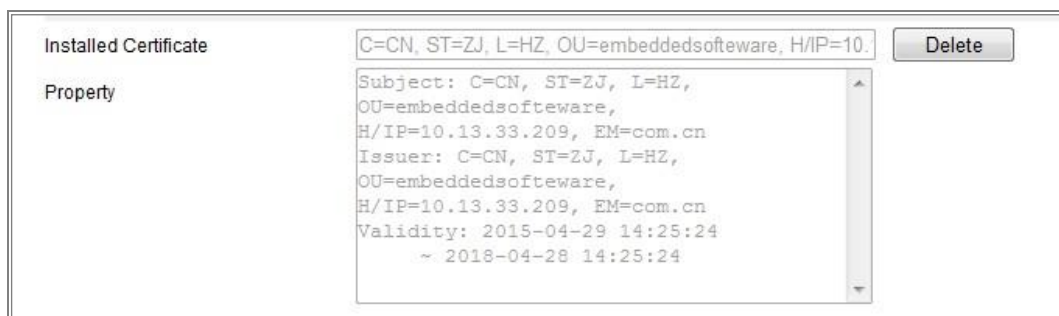 Installed Certificate
C=CN, ST=ZJ, L=HZ, OU=embeddedsofteware, H/IP=10.
Delete
Property
Subject: C=CN, ST=ZJ, L=HZ,
OU=embeddedsofteware,
H/IP=10.13.33.209, EM=com.cn
Issuer: C=CN, ST=ZJ, L=HZ,
OU=embeddedsofteware,
H/IP=10.13.33.209, EM=com.cn
Validity: 2015-04-29 14:25:24
~ 2018-04-28 14:25:24